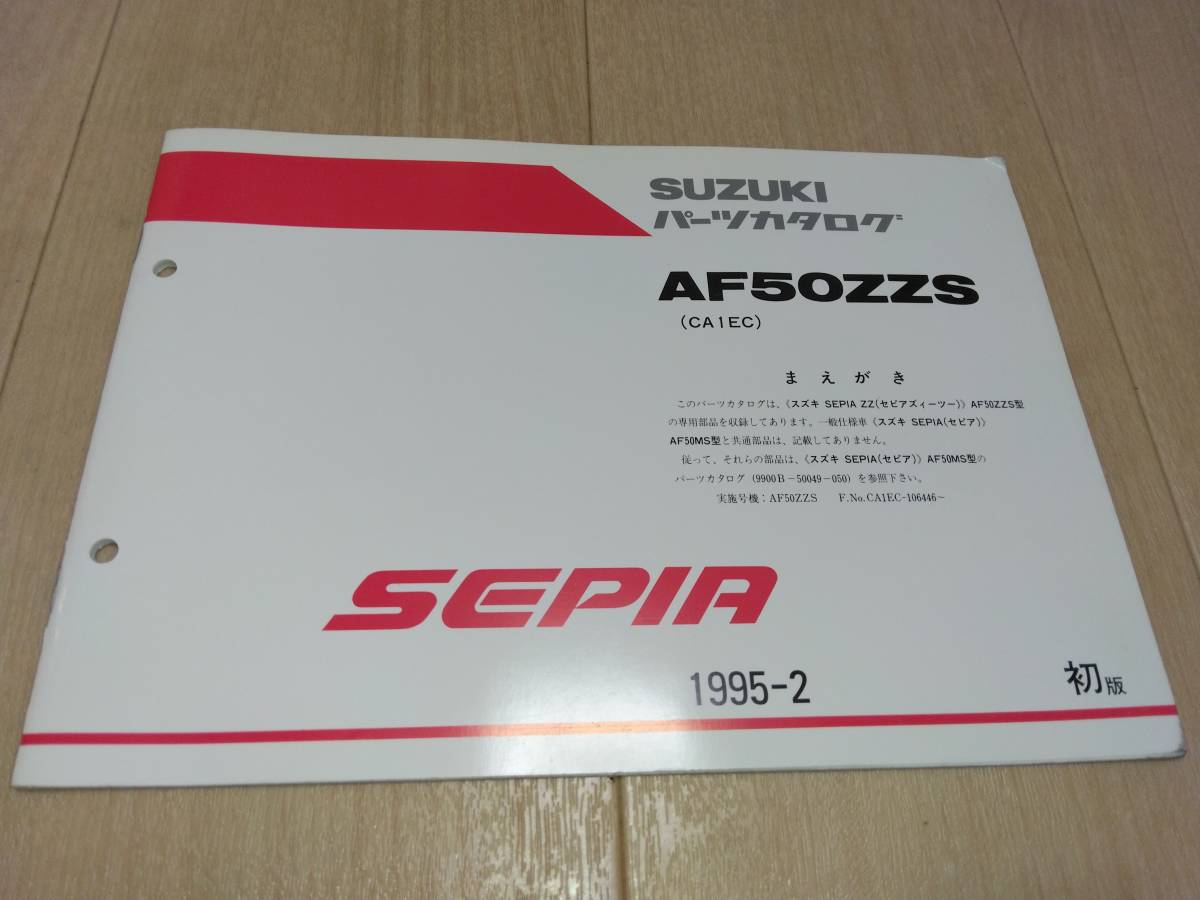 SUZUKI
パーツカタログ
AF50ZZS
(CA1EC)
まえがき
このパーツカタログは、《スズキ SEPIA ZZ(セピアズィーツー)》AF50ZZS型
の専用部品を収録してあります。一般仕様車《スズキ SEPIA(セピア)》
AF50MS型と共通部品は、記載してありません。
従って、それらの部品は、《スズキ SEPIA(セピア)》AF50MS型の
パーツカタログ(9900B-50049-050)を参照下さい。
実施号機:AF50ZZS F.No.CA1EC-106446~
SEPIA
1995-2
初版